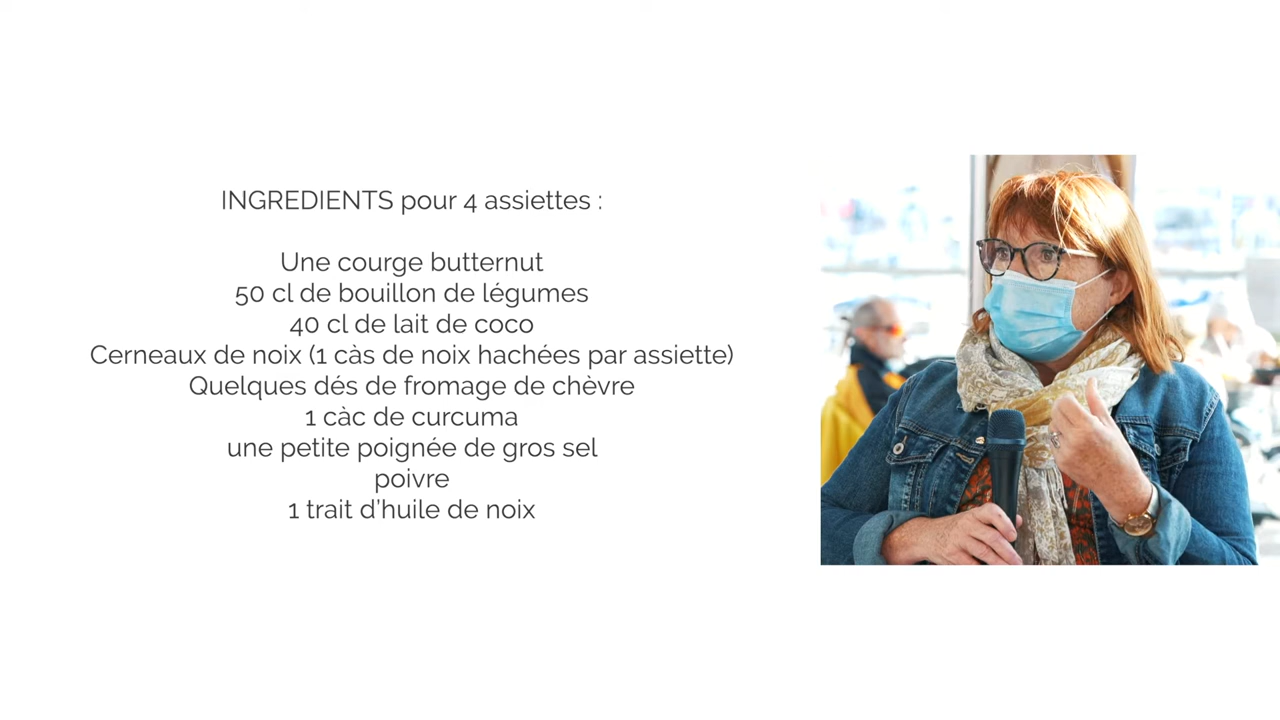 INGREDIENTS pour 4 assiettes :
Une courge butternut
50 cl de bouillon de légumes
40 cl de lait de coco
Cerneaux de noix (1 càs de noix hachées par assiette)
Quelques dés de fromage de chèvre
1 càc de curcuma
une petite poignée de gros sel
poivre
1 trait d'huile de noix